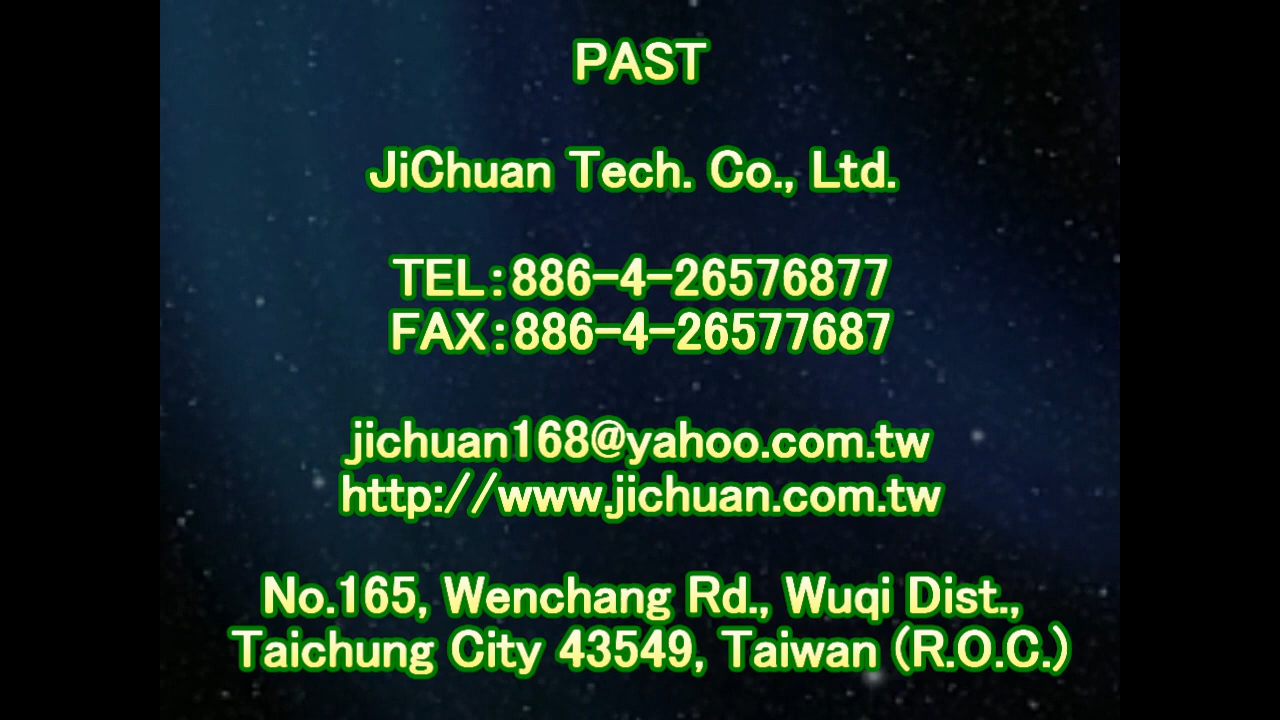 PAST
JiChuan Tech. Co., Ltd.
TEL:886-4-26576877
FAX:886-4-26577687
jichuan168@yahoo.com.tw
http://www.jichuan.com.tw
No.165, Wenchang Rd., Wuqi Dist.,
Taichung City 43549, Taiwan (R.O.C.)